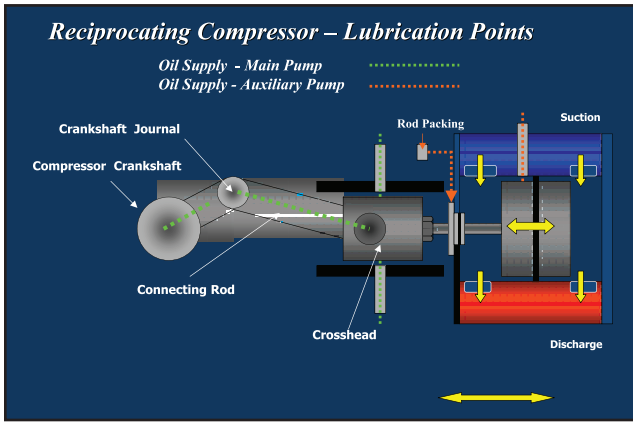 Reciprocating Compressor – Lubrication Points
Oil Supply - Main Pump
Oil Supply - Auxiliary Pump
Rod Packing
Suction
Crankshaft Journal
Compressor Crankshaft
Connecting Rod
Crosshead
Discharge